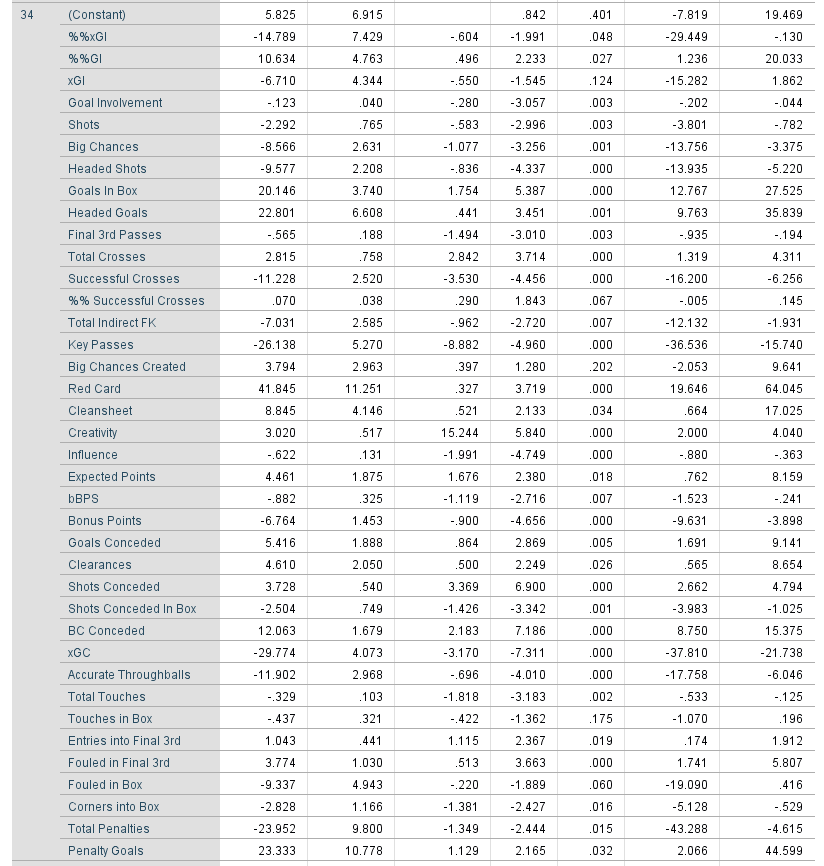 34 (Constant) 5.825 6.915 .842 .401 -7.819 19.469
%%xGI -14.789 7.429 -.604 -1.991 .048 -29.449 -.130
%%GI 10.634 4.763 .496 2.233 .027 1.236 20.033
xGI -6.710 4.344 -.550 -1.545 .124 -15.282 1.862
Goal Involvement -.123 .040 -.280 -3.057 .003 -.202 -.044
Shots -2.292 .765 -.583 -2.996 .003 -3.801 -.782
Big Chances -8.566 2.631 -1.077 -3.256 .001 -13.756 -3.375
Headed Shots -9.577 2.208 -.836 -4.337 .000 -13.935 -5.220
Goals In Box 20.146 3.740 1.754 5.387 .000 12.767 27.525
Headed Goals 22.801 6.608 .441 3.451 .001 9.763 35.839
Final 3rd Passes -.565 .188 -1.494 -3.010 .003 -.935 -.194
Total Crosses 2.815 .758 2.842 3.714 .000 1.319 4.311
Successful Crosses -11.228 2.520 -3.530 -4.456 .000 -16.200 -6.256
%% Successful Crosses .070 .038 .290 1.843 .067 -.005 .145
Total Indirect FK -7.031 2.585 -.962 -2.720 .007 -12.132 -1.931
Key Passes -26.138 5.270 -8.882 -4.960 .000 -36.536 -15.740
Big Chances Created 3.794 2.963 .397 1.280 .202 -2.053 9.641
Red Card 41.845 11.251 .327 3.719 .000 19.646 64.045
Cleansheet 8.845 4.146 .521 2.133 .034 .664 17.025
Creativity 3.020 .517 15.244 5.840 .000 2.000 4.040
Influence -.622 .131 -1.991 -4.749 .000 -.880 -.363
Expected Points 4.461 1.875 1.676 2.380 .018 .762 8.159
bBPS -.882 .325 -1.119 -2.716 .007 -1.523 -.241
Bonus Points -6.764 1.453 -.900 -4.656 .000 -9.631 -3.898
Goals Conceded 5.416 1.888 .864 2.869 .005 1.691 9.141
Clearances 4.610 2.050 .500 2.249 .026 .565 8.654
Shots Conceded 3.728 .540 3.369 6.900 .000 2.662 4.794
Shots Conceded In Box -2.504 .749 -1.426 -3.342 .001 -3.983 -1.025
BC Conceded 12.063 1.679 2.183 7.186 .000 8.750 15.375
xGC -29.774 4.073 -3.170 -7.311 .000 -37.810 -21.738
Accurate Throughballs -11.902 2.968 -.696 -4.010 .000 -17.758 -6.046
Total Touches -.329 .103 -1.818 -3.183 .002 -.533 -.125
Touches in Box -.437 .321 -.422 -1.362 .175 -1.070 .196
Entries into Final 3rd 1.043 .441 1.115 2.367 .019 .174 1.912
Fouled in Final 3rd 3.774 1.030 .513 3.663 .000 1.741 5.807
Fouled in Box -9.337 4.943 -.220 -1.889 .060 -19.090 .416
Corners into Box -2.828 1.166 -1.381 -2.427 .016 -5.128 -.529
Total Penalties -23.952 9.800 -1.349 -2.444 .015 -43.288 -4.615
Penalty Goals 23.333 10.778 1.129 2.165 .032 2.066 44.599